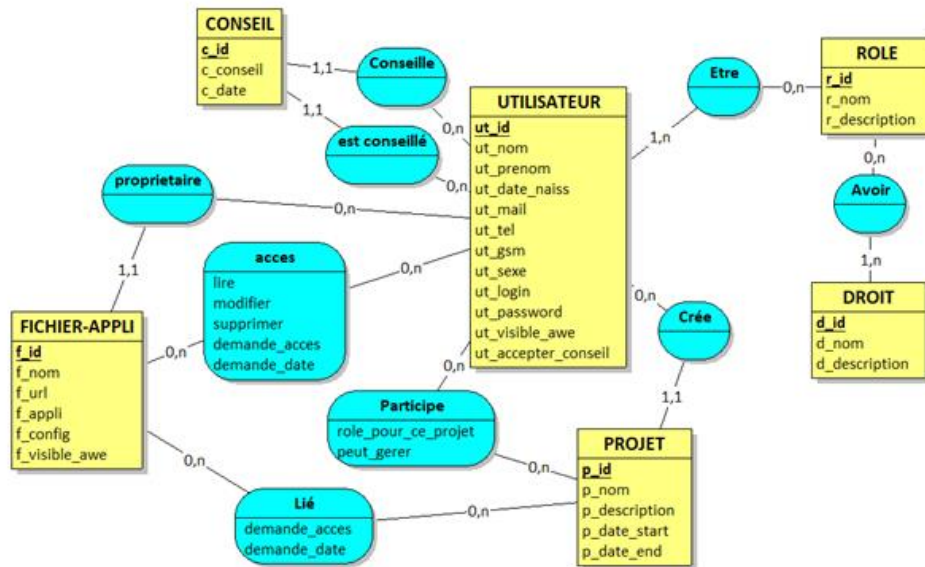 CONSEIL
c_id
c_conseil
c_date
1,1
Conseille
0,n
1,1
est conseillé
0,n
UTILISATEUR
ut_id
ut_nom
ut_prenom
ut_date_naiss
ut_mail
ut_tel
ut_gsm
ut_sexe
ut_login
ut_password
ut_visible_awe
ut_accepter_conseil
1,n
Etre
0,n
ROLE
r_id
r_nom
r_description
0,n
Avoir
1,n
DROIT
d_id
d_nom
d_description
proprietaire
0,n
1,1
acces
lire
modifier
supprimer
demande_acces
demande_date
0,n
0,n
FICHIER-APPLI
f_id
f_nom
f_url
f_appli
f_config
f_visible_awe
0,n
Crée
1,1
0,n
Participe
role_pour_ce_projet
peut_gerer
0,n
PROJET
p_id
p_nom
p_description
p_date_start
p_date_end
0,n
Lié
demande_acces
demande_date
0,n